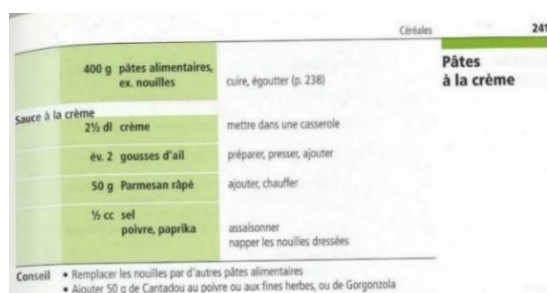 Céréales 241
Pâtes
à la crème
400 g pâtes alimentaires,
ex. nouilles cuire, égoutter (p. 238)
Sauce à la crème
2½ dl crème mettre dans une casserole
év. 2 gousses d'ail préparer, presser, ajouter
50 g Parmesan râpé ajouter, chauffer
½ cc sel
poivre, paprika assaisonner
napper les nouilles dressées
Conseil • Remplacer les nouilles par d'autres pâtes alimentaires
• Ajouter 50 g de Cantadou au poivre ou aux fines herbes, ou de Gorgonzola